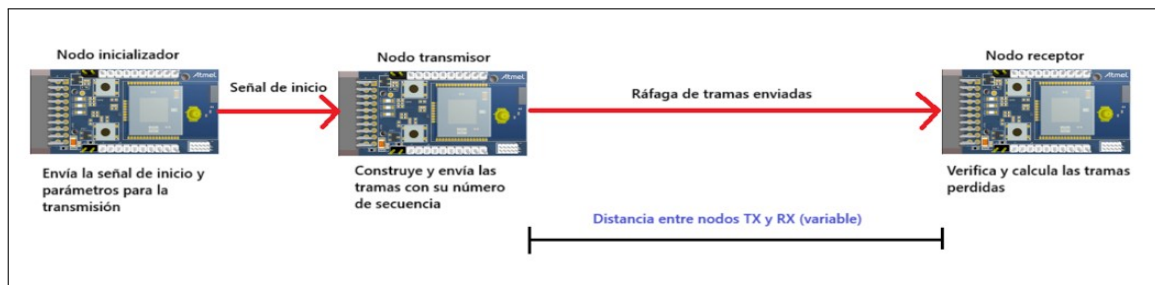 Nodo inicializador
Nodo transmisor
Nodo receptor
Atmel
Atmel
Atmel
Señal de inicio
Ráfaga de tramas enviadas
Envía la señal de inicio y
parámetros para la
transmisión
Construye y envía las
tramas con su número
de secuencia
Verifica y calcula las tramas
perdidas
Distancia entre nodos TX y RX (variable)